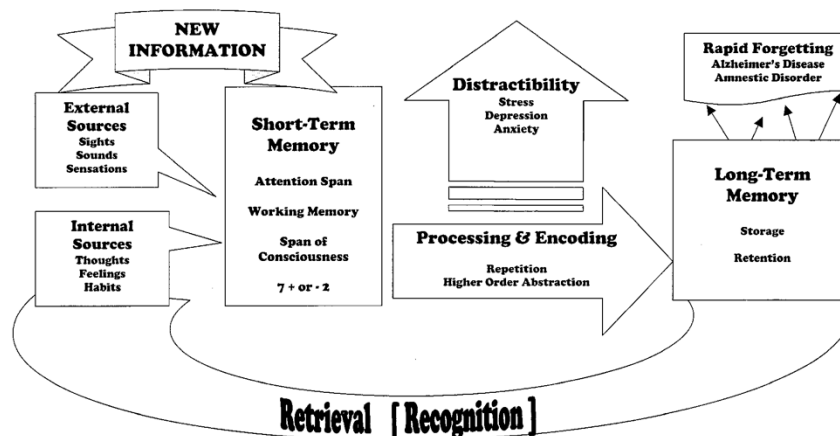 NEW
INFORMATION
External
Sources
Sights
Sounds
Sensations
Internal
Sources
Thoughts
Feelings
Habits
Short-Term
Memory
Attention Span
Working Memory
Span of
Consciousness
7 + or - 2
Distractibility
Stress
Depression
Anxiety
Processing & Encoding
Repetition
Higher Order Abstraction
Rapid Forgetting
Alzheimer's Disease
Amnestic Disorder
Long-Term
Memory
Storage
Retention
Retrieval [ Recognition ]